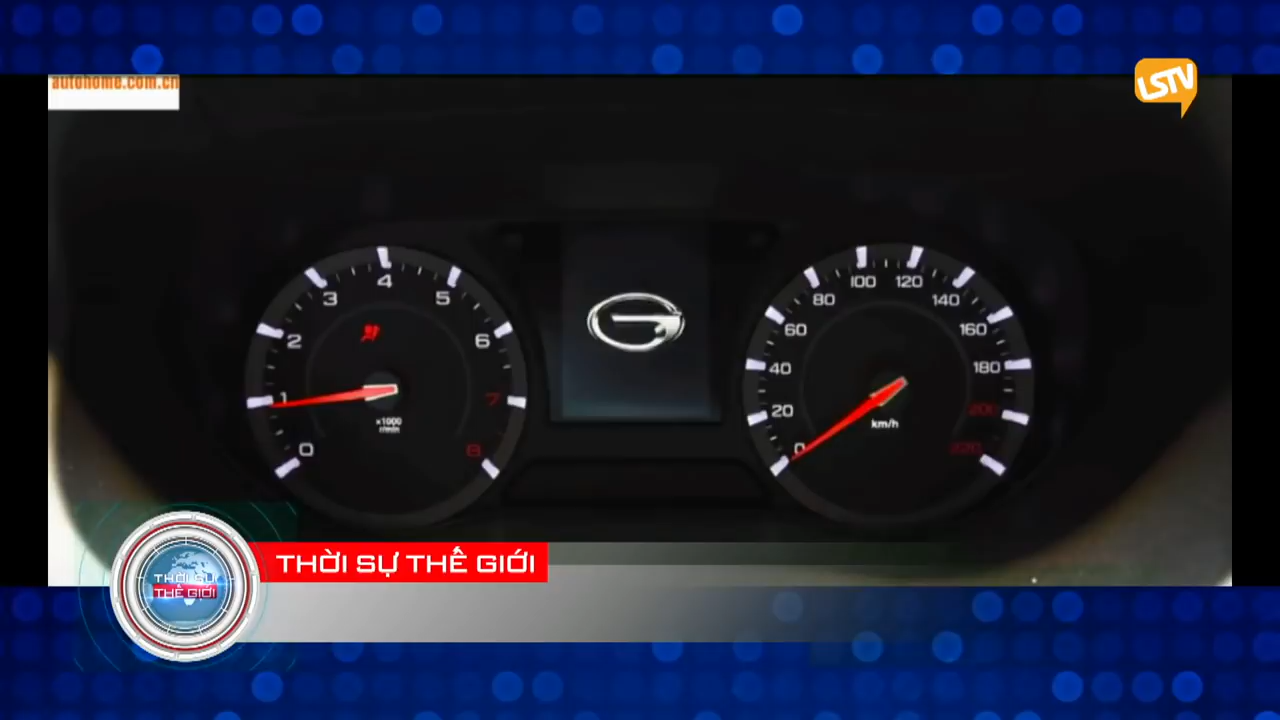 autohome.com.cn
LSTV
0
1
2
3
4
5
6
7
8
x1000
r/min
0
20
40
60
80
100
120
140
160
180
200
220
km/h
THỜI SỰ THẾ GIỚI
THỜI SỰ
THẾ GIỚI